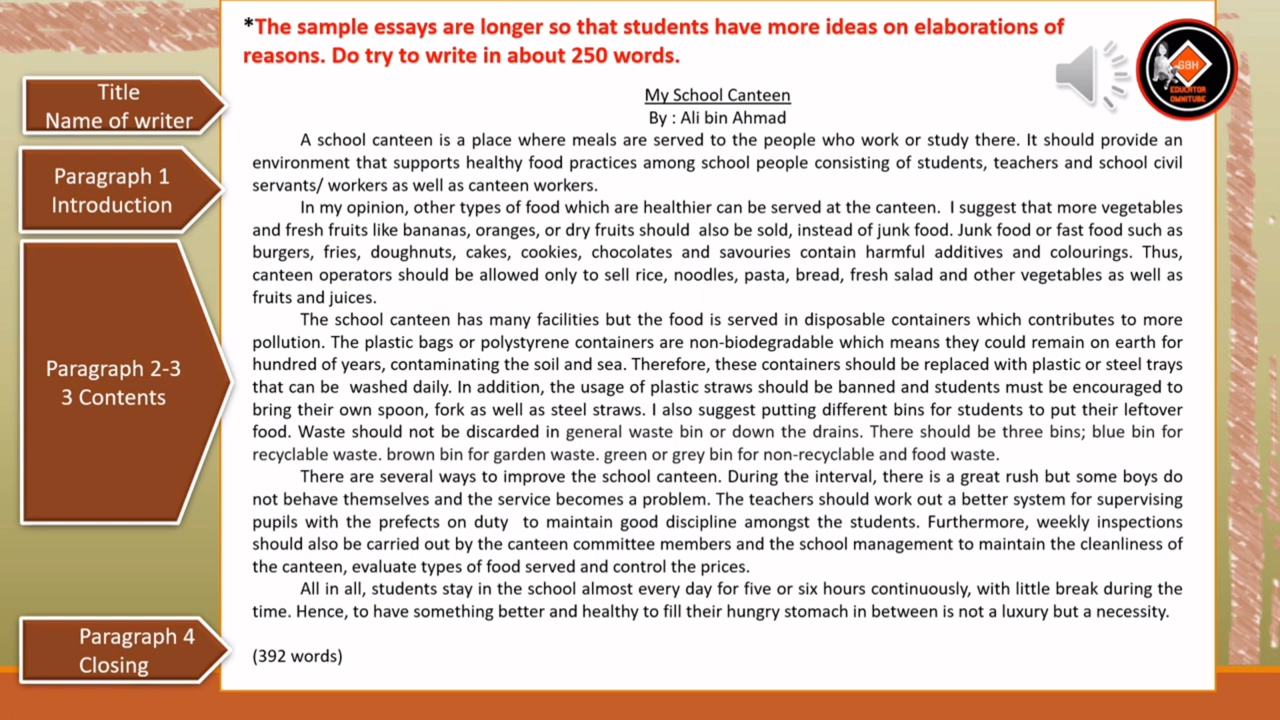 *The sample essays are longer so that students have more ideas on elaborations of
reasons. Do try to write in about 250 words.
GBH
EDUCATOR
OMNITUBE
Title
Name of writer
My School Canteen
By : Ali bin Ahmad
Paragraph 1
Introduction
A school canteen is a place where meals are served to the people who work or study there. It should provide an
environment that supports healthy food practices among school people consisting of students, teachers and school civil
servants/ workers as well as canteen workers.
Paragraph 2-3
3 Contents
In my opinion, other types of food which are healthier can be served at the canteen. I suggest that more vegetables
and fresh fruits like bananas, oranges, or dry fruits should also be sold, instead of junk food. Junk food or fast food such as
burgers, fries, doughnuts, cakes, cookies, chocolates and savouries contain harmful additives and colourings. Thus,
canteen operators should be allowed only to sell rice, noodles, pasta, bread, fresh salad and other vegetables as well as
fruits and juices.
The school canteen has many facilities but the food is served in disposable containers which contributes to more
pollution. The plastic bags or polystyrene containers are non-biodegradable which means they could remain on earth for
hundred of years, contaminating the soil and sea. Therefore, these containers should be replaced with plastic or steel trays
that can be washed daily. In addition, the usage of plastic straws should be banned and students must be encouraged to
bring their own spoon, fork as well as steel straws. I also suggest putting different bins for students to put their leftover
food. Waste should not be discarded in general waste bin or down the drains. There should be three bins; blue bin for
recyclable waste. brown bin for garden waste. green or grey bin for non-recyclable and food waste.
There are several ways to improve the school canteen. During the interval, there is a great rush but some boys do
not behave themselves and the service becomes a problem. The teachers should work out a better system for supervising
pupils with the prefects on duty to maintain good discipline amongst the students. Furthermore, weekly inspections
should also be carried out by the canteen committee members and the school management to maintain the cleanliness of
the canteen, evaluate types of food served and control the prices.
Paragraph 4
Closing
All in all, students stay in the school almost every day for five or six hours continuously, with little break during the
time. Hence, to have something better and healthy to fill their hungry stomach in between is not a luxury but a necessity.
(392 words)